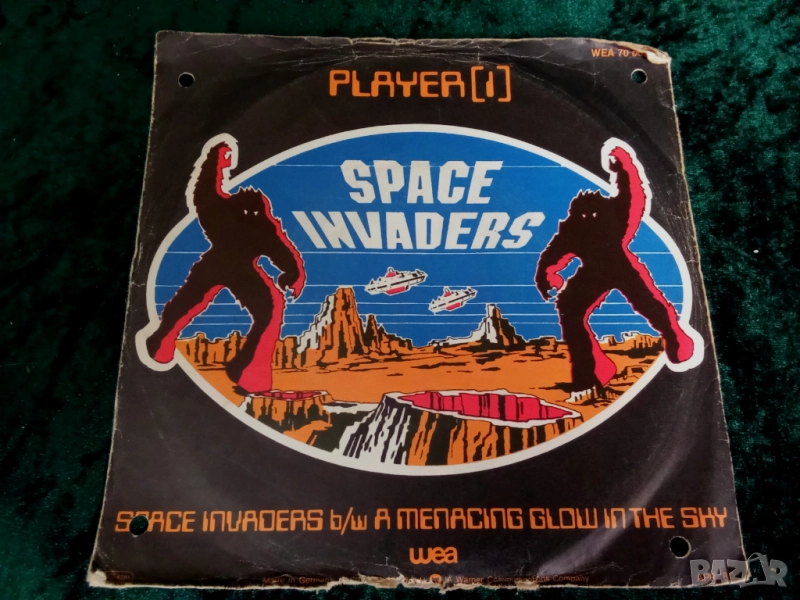 WEA 70
PLAYER [1]
SPACE
INVADERS
SPACE INVADERS b/w A MENACING GLOW IN THE SKY
wea
Made in Germany Warner Communications Company
BAZAR